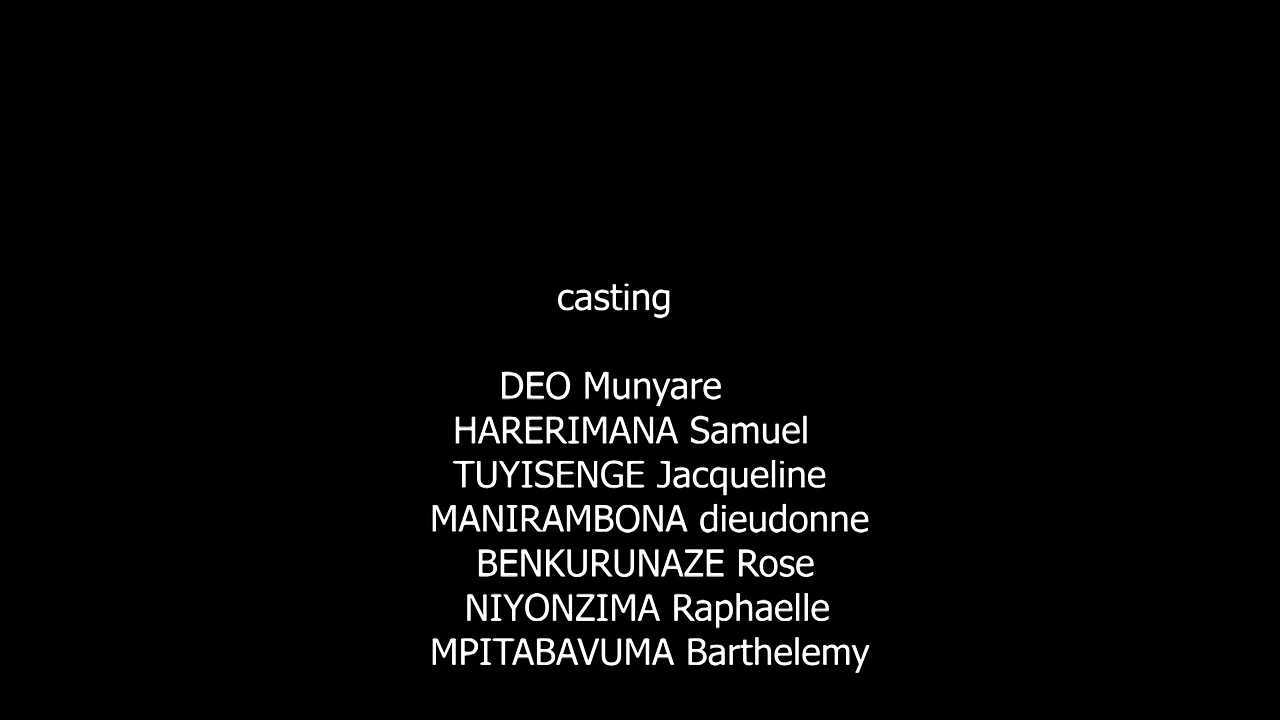 casting
DEO Munyare
HARERIMANA Samuel
TUYISENGE Jacqueline
MANIRAMBONA dieudonne
BENKURUNAZE Rose
NIYONZIMA Raphaelle
MPITABAVUMA Barthelemy